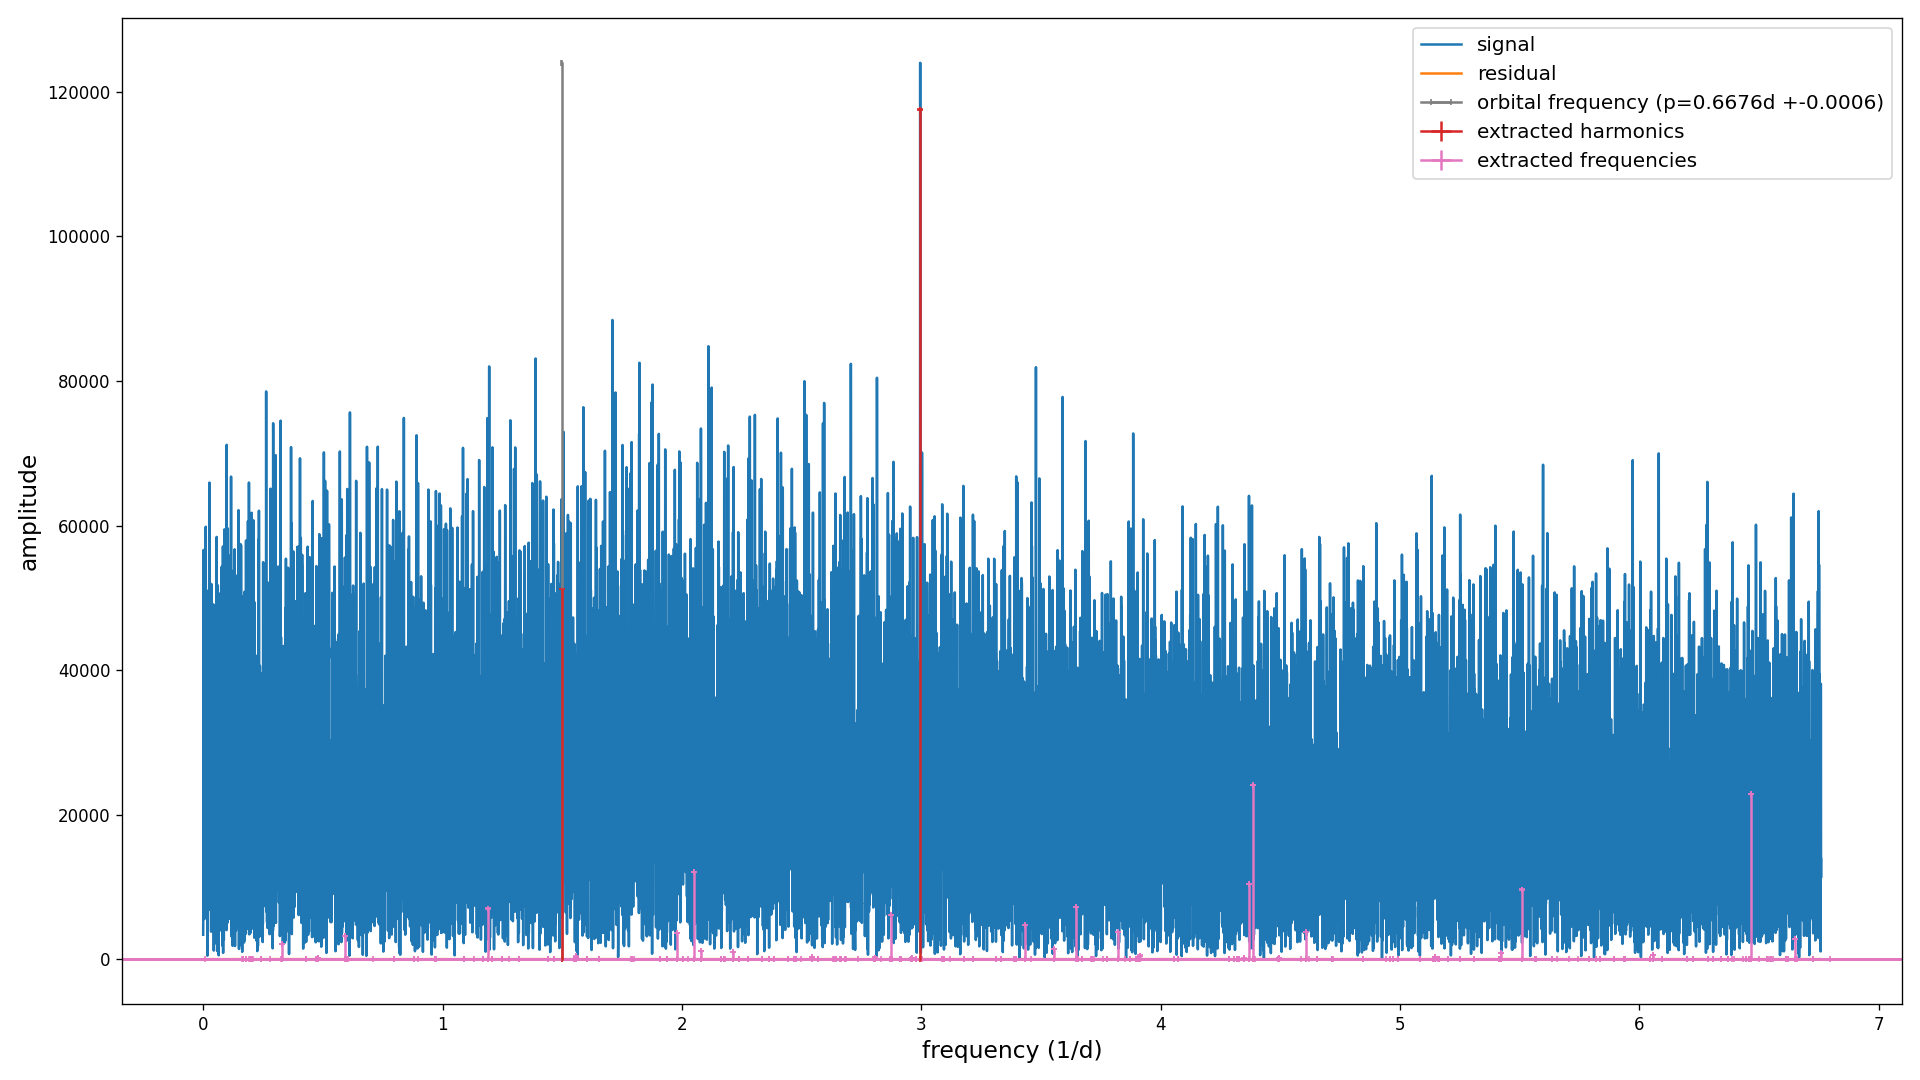 signal
residual
orbital frequency (p=0.6676d +-0.0006)
extracted harmonics
extracted frequencies
120000
100000
80000
60000
40000
20000
0
amplitude
0 1 2 3 4 5 6 7
frequency (1/d)